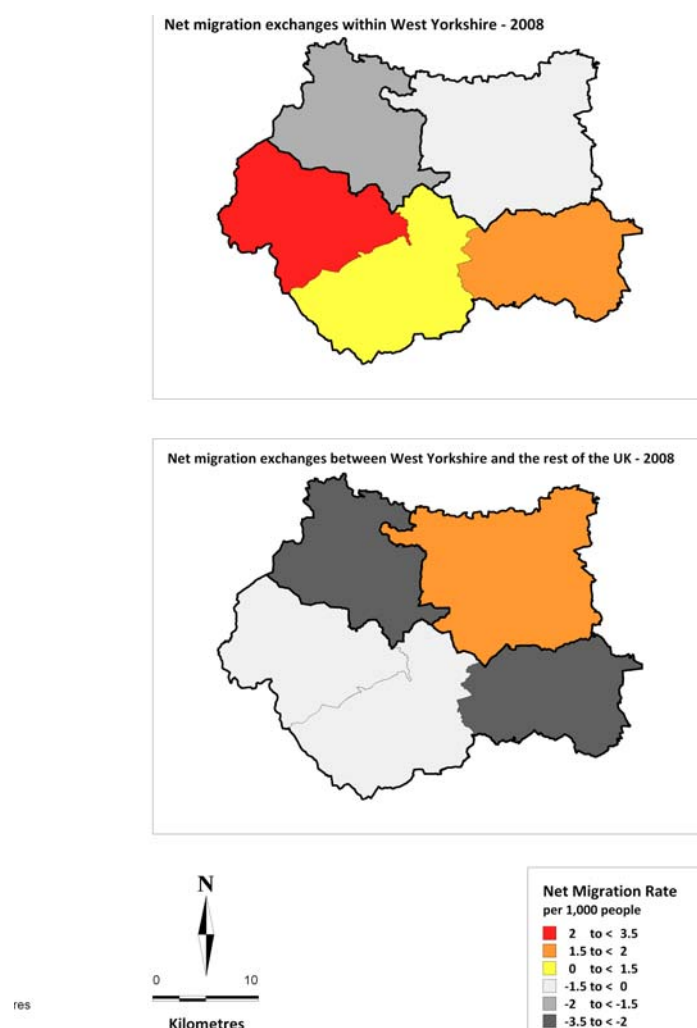 Net migration exchanges within West Yorkshire - 2008
Net migration exchanges between West Yorkshire and the rest of the UK - 2008
N
0 10
Kilometres
res
Net Migration Rate
per 1,000 people
2 to < 3.5
1.5 to < 2
0 to < 1.5
-1.5 to < 0
-2 to < -1.5
-3.5 to < -2